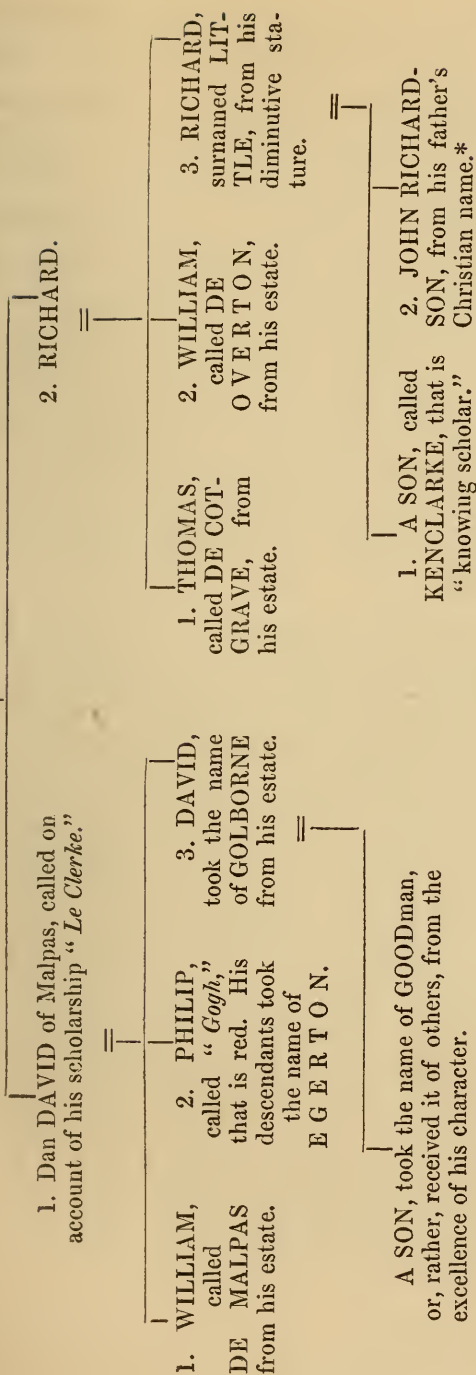 1. Dan DAVID of Malpas, called on
account of his scholarship “Le Clerke.”
2. RICHARD.
1. WILLIAM,
called
DE MALPAS
from his estate.
2. PHILIP,
called “Gogh,”
that is red. His
descendants took
the name of
EGERTON.
3. DAVID,
took the name
of GOLBORNE
from his estate.
1. THOMAS,
called DE COT-
GRAVE, from
his estate.
2. WILLIAM,
called DE
OVERTON,
from his estate.
3. RICHARD,
surnamed LIT-
TLE, from his
diminutive sta-
ture.
A SON, took the name of GOODman,
or, rather, received it of others, from the
excellence of his character.
1. A SON, called
KENCLARKE, that is
“knowing scholar.”
2. JOHN RICHARD-
SON, from his father’s
Christian name.*